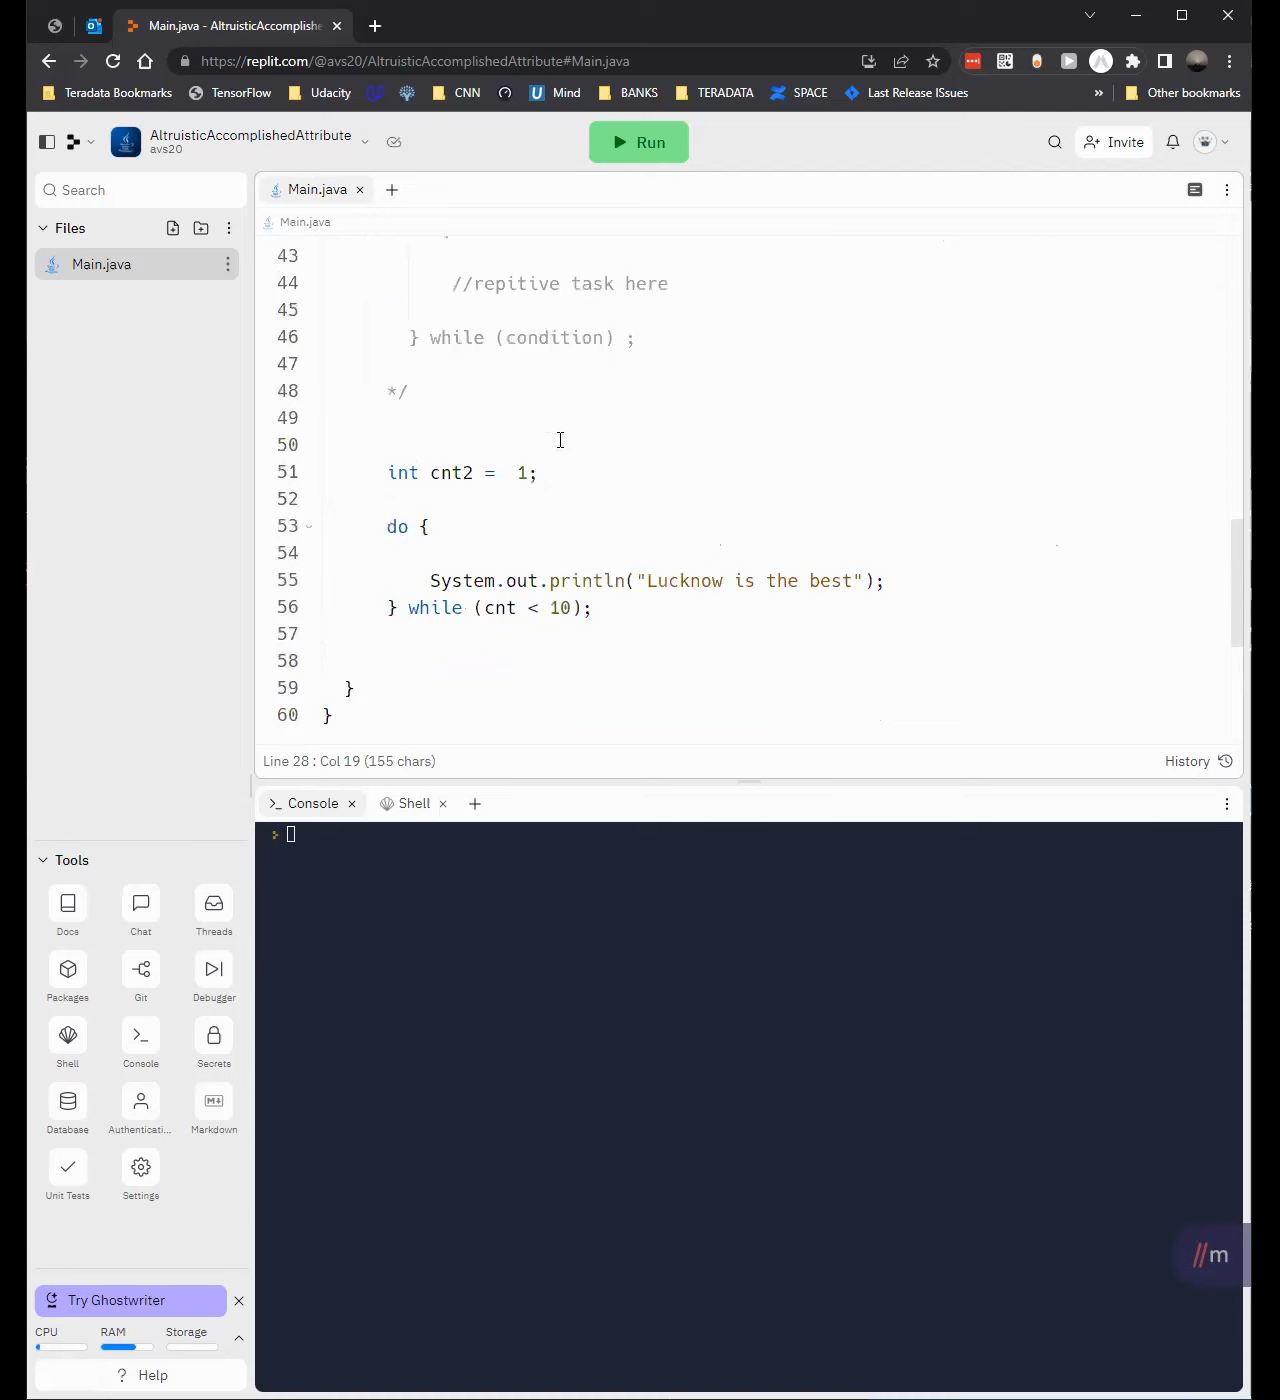 Main.java - AltruisticAccomplishe
https://replit.com/@avs20/AltruisticAccomplishedAttribute#Main.java
Teradata Bookmarks TensorFlow Udacity CNN Mind BANKS TERADATA SPACE Last Release ISsues » Other bookmarks
AltruisticAccomplishedAttribute
avs20
Run
Invite
Search
Main.java
Files
Main.java
Main.java
43
44 //repitive task here
45
46 } while (condition) ;
47
48 */
49
50
51 int cnt2 =  1;
52
53 do {
54
55 System.out.println("Lucknow is the best");
56 } while (cnt < 10);
57
58
59 }
60 }
Line 28 : Col 19 (155 chars)
History
Console
Shell
Tools
Docs Chat Threads
Packages Git Debugger
Shell Console Secrets
Database Authenticati... Markdown
Unit Tests Settings
//m
Try Ghostwriter
CPU RAM Storage
? Help